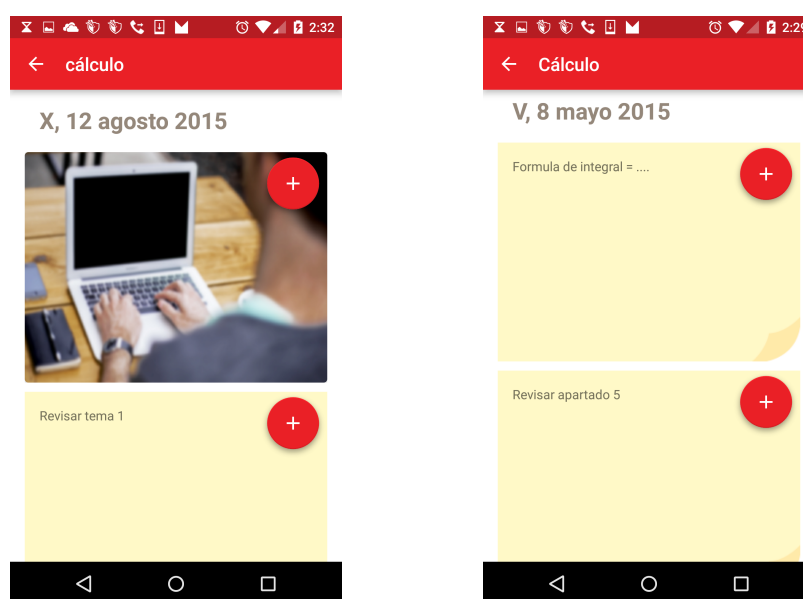 2:32
cálculo
X, 12 agosto 2015
Revisar tema 1
2:29
Cálculo
V, 8 mayo 2015
Formula de integral = ....
Revisar apartado 5